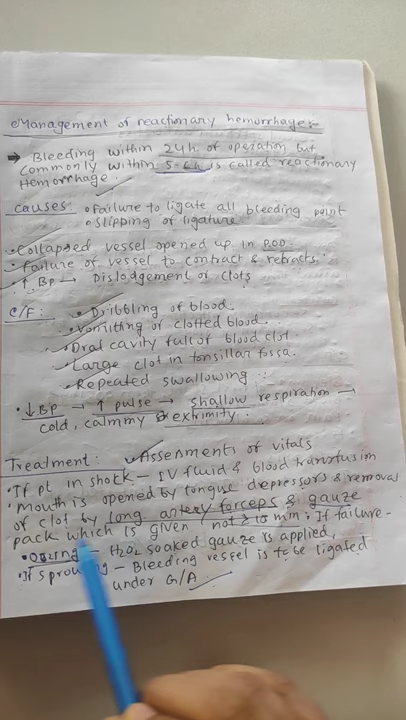 Management of reactionary hemorrhage:-
→ Bleeding within 24h of operation but
commonly within 5-6h is called reactionary
Hemorrhage.
causes: • Failure to ligate all bleeding point
• Slipping of ligature
• Collapsed vessel opened up in POD.
• Failure of vessel to contract & retracts.
• ↑ BP → Dislodgement of clots
C/F: • Dribbling of blood.
• Vomiting of clotted blood.
• Oral cavity full of blood clot
• Large clot in tonsillar fossa.
• Repeated swallowing
• ↓BP → ↑ pulse → shallow respiration →
cold, calmmy extrimity.
Treatment: Assenments of vitals
• If pt in shock - IV fluid & blood transfusion
• Mouth is opened by tongue depressors & removal
of clot by long artery forceps & gauze
pack which is given not ≥ 10 mm. If failure-
• Oozing - H2O2 soaked gauze is applied,
• If sprouting - Bleeding vessel is to be ligated
under G/A